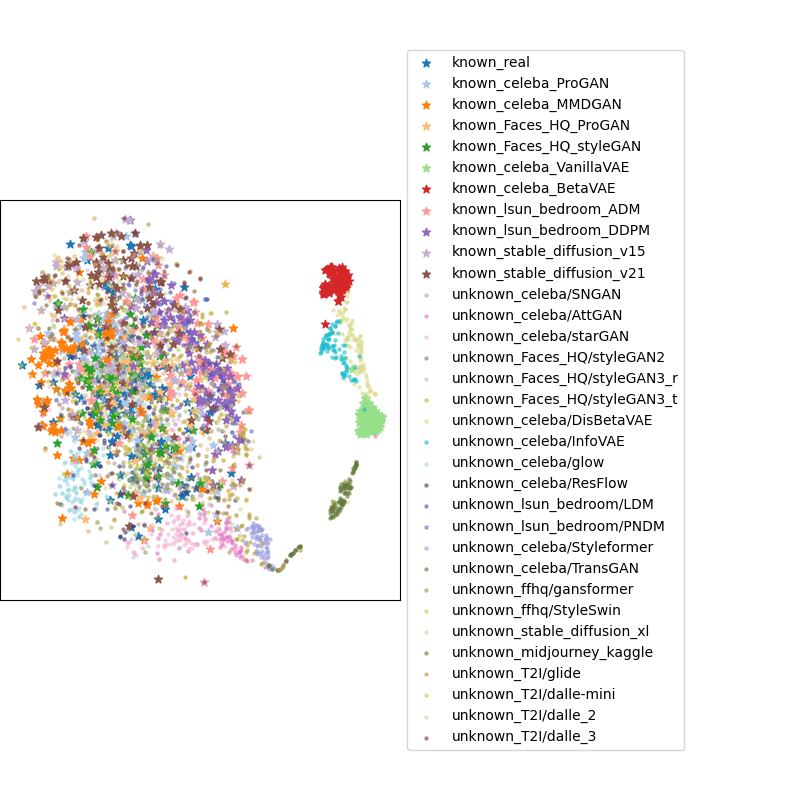 known_real
known_celeba_ProGAN
known_celeba_MMDGAN
known_Faces_HQ_ProGAN
known_Faces_HQ_styleGAN
known_celeba_VanillaVAE
known_celeba_BetaVAE
known_lsun_bedroom_ADM
known_lsun_bedroom_DDPM
known_stable_diffusion_v15
known_stable_diffusion_v21
unknown_celeba/SNGAN
unknown_celeba/AttGAN
unknown_celeba/starGAN
unknown_Faces_HQ/styleGAN2
unknown_Faces_HQ/styleGAN3_r
unknown_Faces_HQ/styleGAN3_t
unknown_celeba/DisBetaVAE
unknown_celeba/InfoVAE
unknown_celeba/glow
unknown_celeba/ResFlow
unknown_lsun_bedroom/LDM
unknown_lsun_bedroom/PNDM
unknown_celeba/Styleformer
unknown_celeba/TransGAN
unknown_ffhq/gansformer
unknown_ffhq/StyleSwin
unknown_stable_diffusion_xl
unknown_midjourney_kaggle
unknown_T2I/glide
unknown_T2I/dalle-mini
unknown_T2I/dalle_2
unknown_T2I/dalle_3